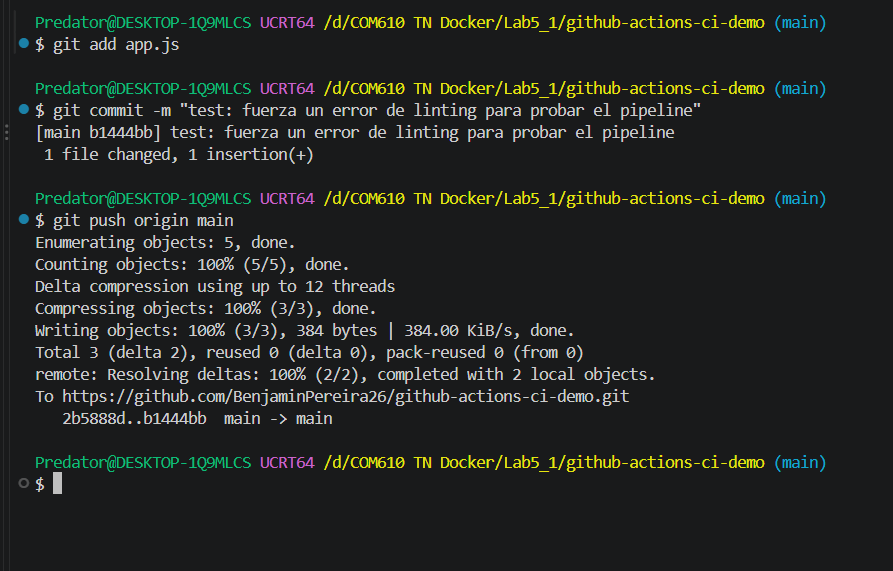 Predator@DESKTOP-1Q9MLCS UCRT64 /d/COM610 TN Docker/Lab5_1/github-actions-ci-demo (main)
$ git add app.js
Predator@DESKTOP-1Q9MLCS UCRT64 /d/COM610 TN Docker/Lab5_1/github-actions-ci-demo (main)
$ git commit -m "test: fuerza un error de linting para probar el pipeline"
[main b1444bb] test: fuerza un error de linting para probar el pipeline
 1 file changed, 1 insertion(+)
Predator@DESKTOP-1Q9MLCS UCRT64 /d/COM610 TN Docker/Lab5_1/github-actions-ci-demo (main)
$ git push origin main
Enumerating objects: 5, done.
Counting objects: 100% (5/5), done.
Delta compression using up to 12 threads
Compressing objects: 100% (3/3), done.
Writing objects: 100% (3/3), 384 bytes | 384.00 KiB/s, done.
Total 3 (delta 2), reused 0 (delta 0), pack-reused 0 (from 0)
remote: Resolving deltas: 100% (2/2), completed with 2 local objects.
To https://github.com/BenjaminPereira26/github-actions-ci-demo.git
   2b5888d..b1444bb  main -> main
Predator@DESKTOP-1Q9MLCS UCRT64 /d/COM610 TN Docker/Lab5_1/github-actions-ci-demo (main)
$